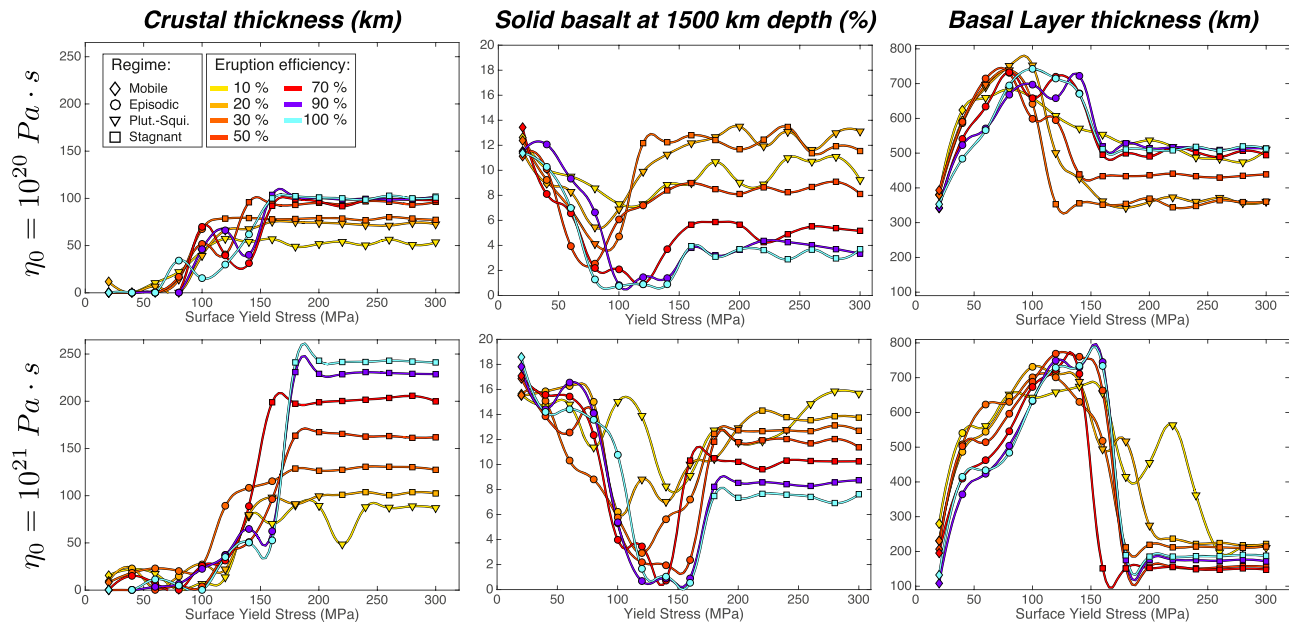 Crustal thickness (km)
Solid basalt at 1500 km depth (%)
Basal Layer thickness (km)
η₀ = 10²⁰ Pa · s
250
200
150
100
50
0
Regime:
Mobile
Episodic
Plut.-Squi.
Stagnant
Eruption efficiency:
10 %
20 %
30 %
50 %
70 %
90 %
100 %
0 50 100 150 200 250 300
Surface Yield Stress (MPa)
20
18
16
14
12
10
8
6
4
2
0
0 50 100 150 200 250 300
Yield Stress (MPa)
800
700
600
500
400
300
200
100
0 50 100 150 200 250 300
Surface Yield Stress (MPa)
η₀ = 10²¹ Pa · s
250
200
150
100
50
0
0 50 100 150 200 250 300
Surface Yield Stress (MPa)
20
18
16
14
12
10
8
6
4
2
0
0 50 100 150 200 250 300
Yield Stress (MPa)
800
700
600
500
400
300
200
100
0 50 100 150 200 250 300
Surface Yield Stress (MPa)